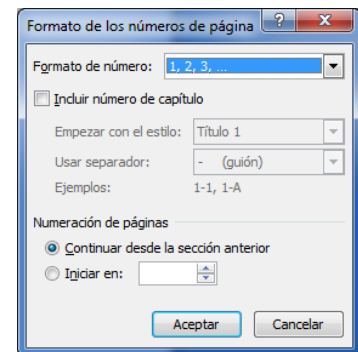 Formato de los números de página
Formato de número: 1, 2, 3, ...
Incluir número de capítulo
Empezar con el estilo: Título 1
Usar separador: - (guión)
Ejemplos: 1-1, 1-A
Numeración de páginas
Continuar desde la sección anterior
Iniciar en:
Aceptar Cancelar